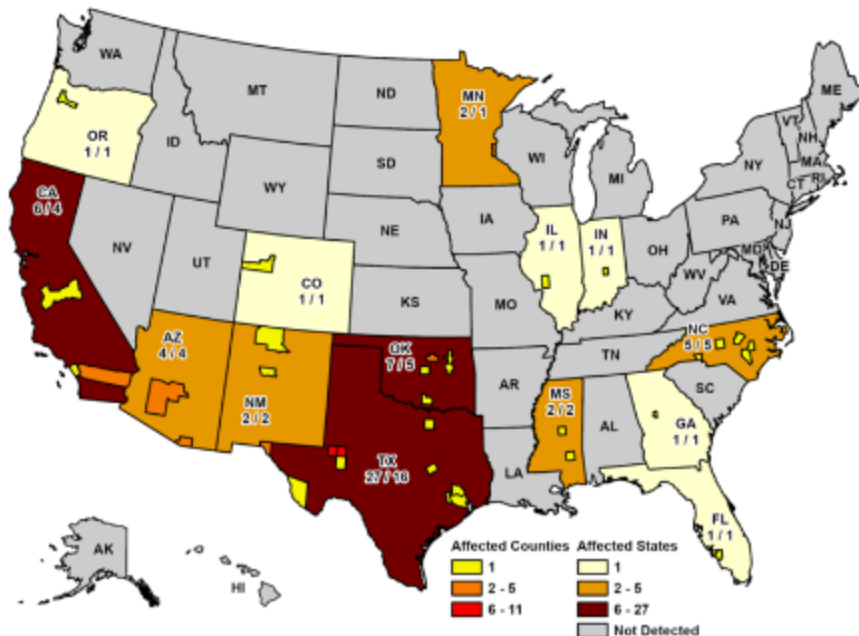 WA
MT
ND
MN
2 / 1
ME
OR
1 / 1
ID
SD
WI
VT
NH
MA
RI
CT
NY
MI
WY
CA
6 / 4
NV
UT
NE
IA
IL
1 / 1
IN
1 / 1
OH
PA
NJ
MD
DE
WV
VA
CO
1 / 1
KS
MO
KY
AZ
4 / 4
NM
2 / 2
OK
7 / 5
AR
TN
NC
5 / 5
SC
MS
2 / 2
AL
GA
1 / 1
TX
27 / 16
LA
FL
1 / 1
AK
HI
Affected Counties
1
2 - 5
6 - 11
Affected States
1
2 - 5
6 - 27
Not Detected